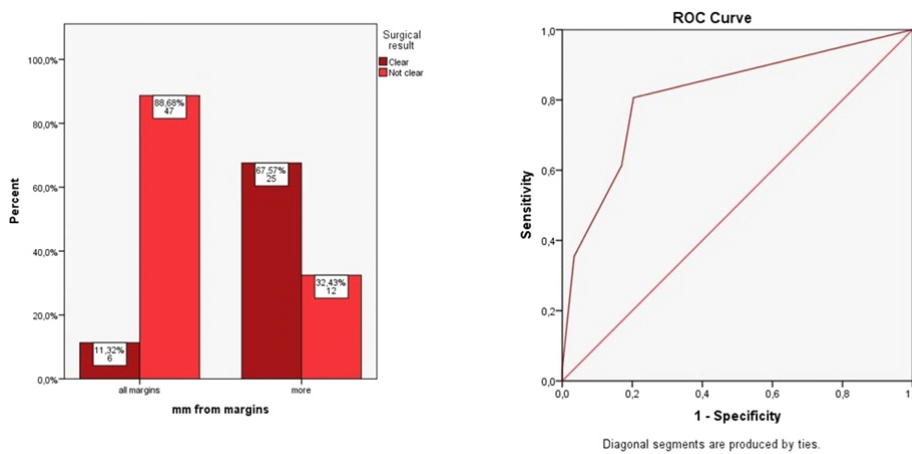 Surgical
result
Clear
Not clear
Percent
100,0%
80,0%
60,0%
40,0%
20,0%
0,0%
88,68%
47
67,57%
25
32,43%
12
11,32%
6
all margins
more
mm from margins
ROC Curve
Sensitivity
1,0
0,8
0,6
0,4
0,2
0,0
0,0
0,2
0,4
0,6
0,8
1 - Specificity
Diagonal segments are produced by ties.